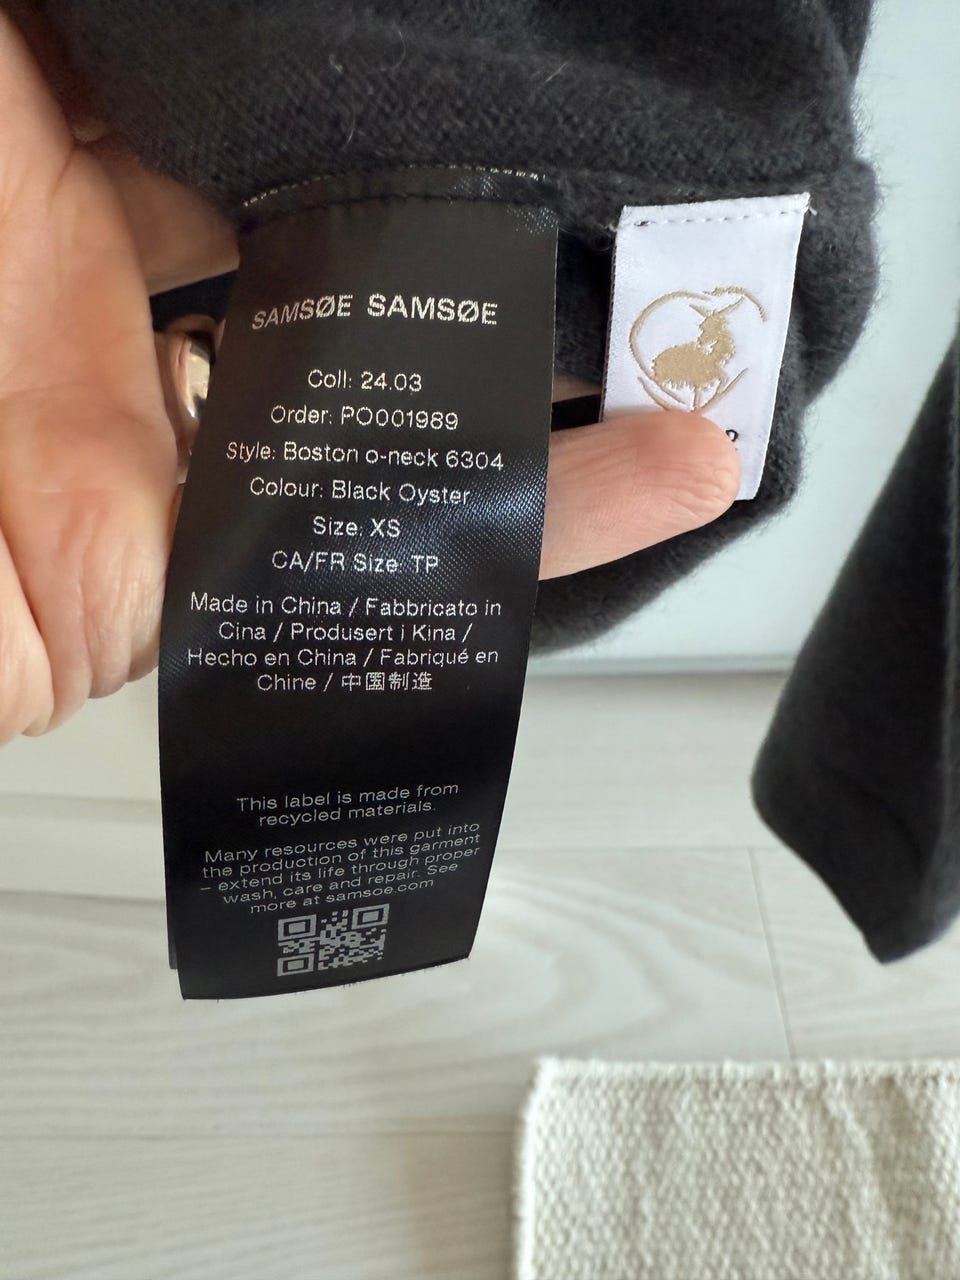 SAMSØE SAMSØE
Coll: 24.03
Order: PO001989
Style: Boston o-neck 6304
Colour: Black Oyster
Size: XS
CA/FR Size: TP
Made in China / Fabbricato in
Cina / Produsert i Kina /
Hecho en China / Fabriqué en
Chine / 中國制造
This label is made from
recycled materials.
Many resources were put into
the production of this garment
– extend its life through proper
wash, care and repair. See
more at samsoe.com